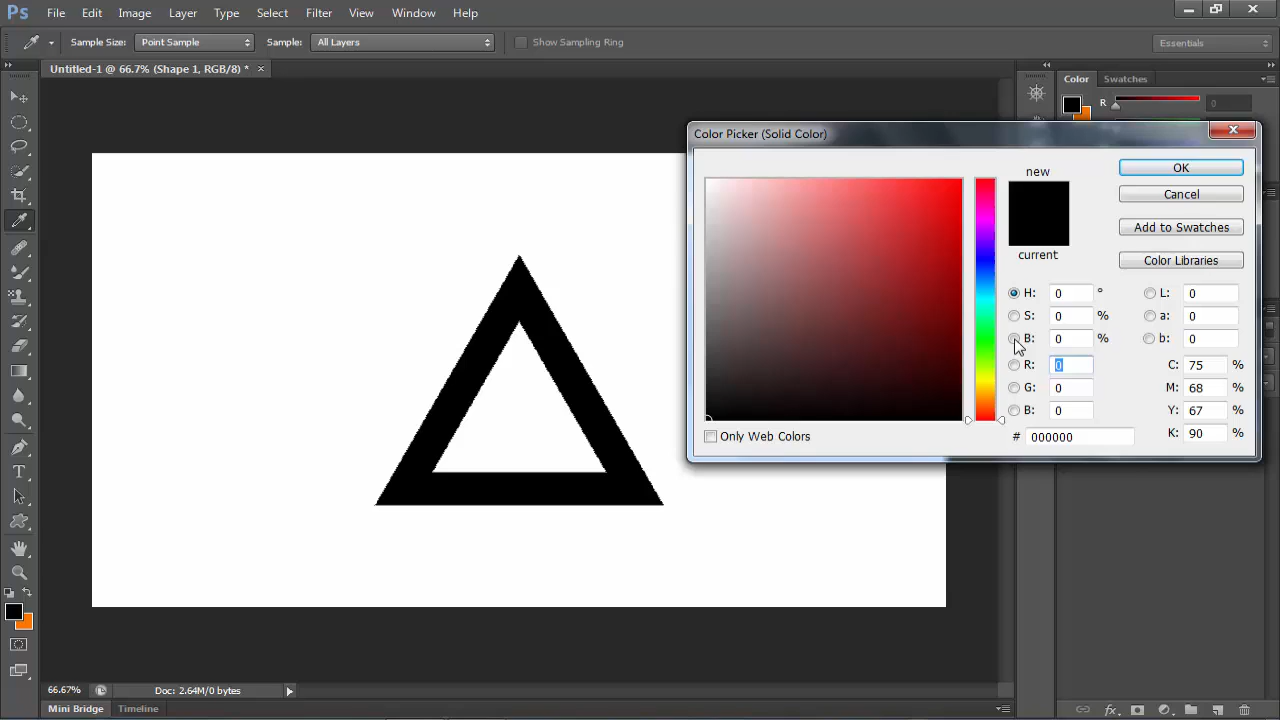 Ps File Edit Image Layer Type Select Filter View Window Help
Sample Size: Point Sample Sample: All Layers Show Sampling Ring Essentials
Untitled-1 @ 66.7% (Shape 1, RGB/8) * ×
Color Swatches
R 0
Color Picker (Solid Color)
new
current
OK
Cancel
Add to Swatches
Color Libraries
H: 0 ° L: 0
S: 0 % a: 0
B: 0 % b: 0
R: 0 C: 75 %
G: 0 M: 68 %
B: 0 Y: 67 %
# 000000 K: 90 %
Only Web Colors
66.67% Doc: 2.64M/0 bytes
Mini Bridge Timeline